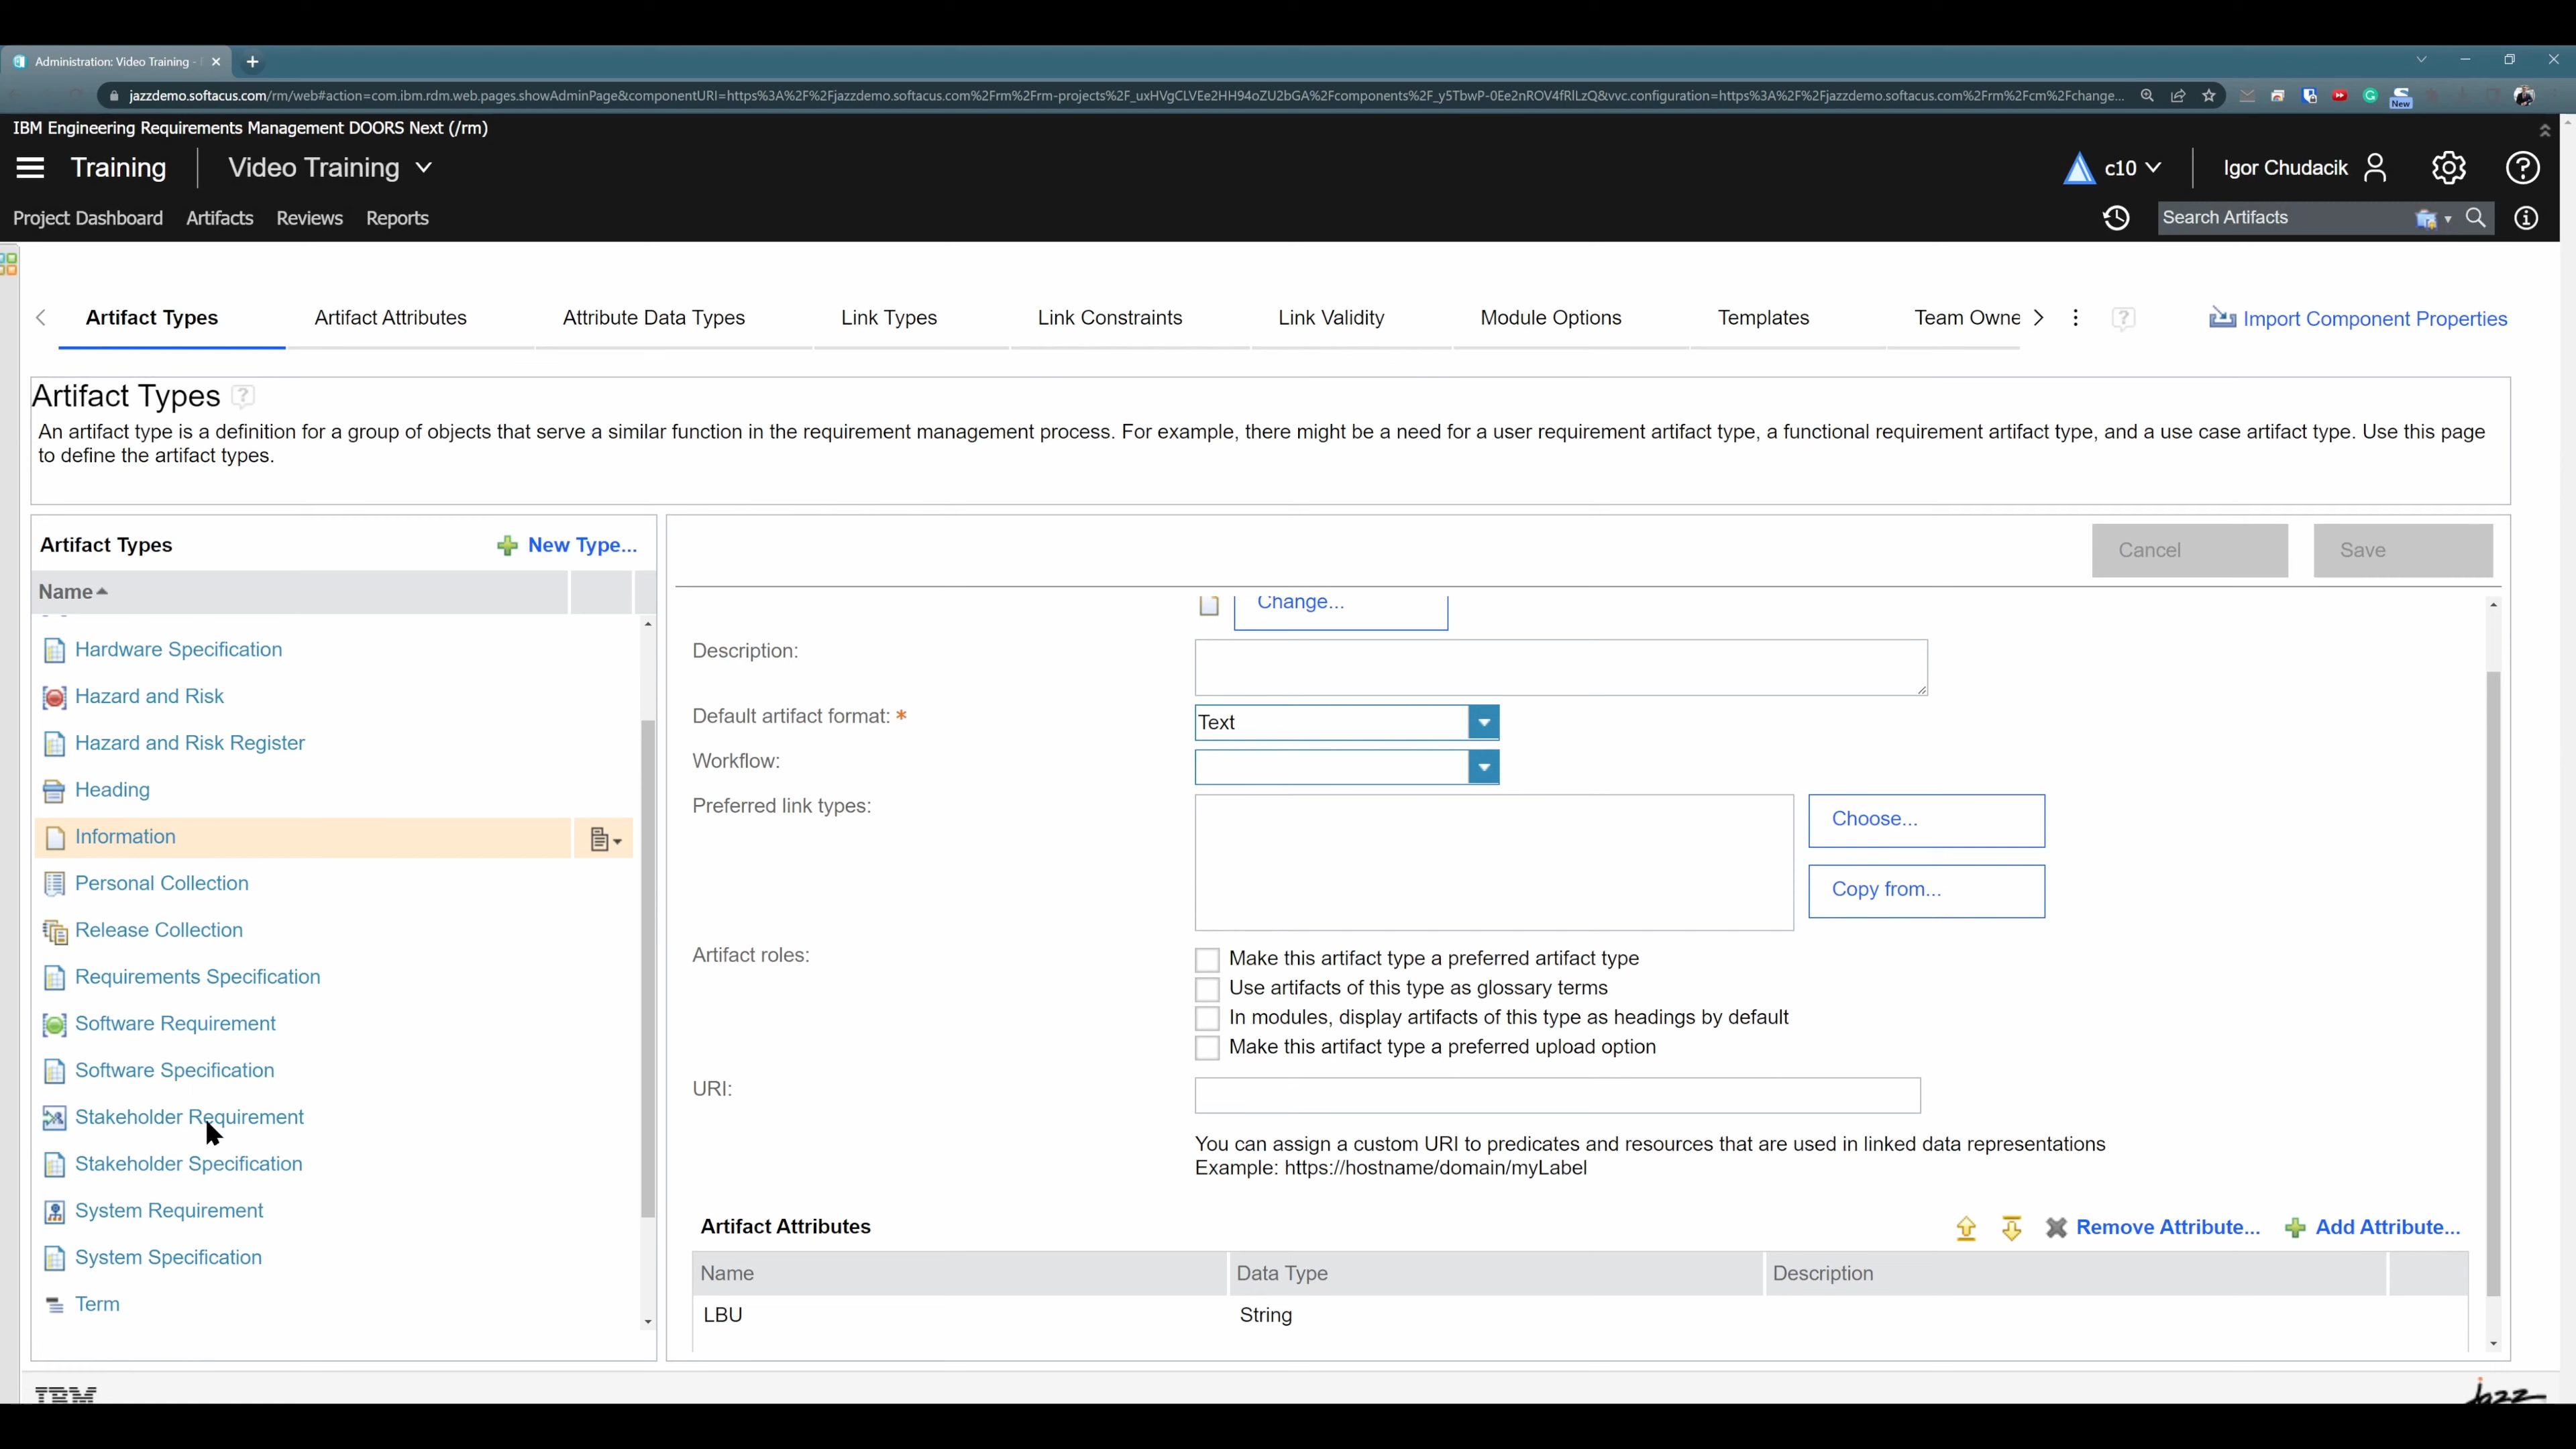 Administration: Video Training -
jazzdemo.softacus.com/rm/web#action=com.ibm.rdm.web.pages.showAdminPage&componentURI=https%3A%2F%2Fjazzdemo.softacus.com%2Frm%2Frm-projects%2F_uxHVgCLVEe2HH94oZU2bGA%2Fcomponents%2F_y5TbwP-0Ee2nROV4fRlLzQ&vvc.configuration=https%3A%2F%2Fjazzdemo.softacus.com%2Frm%2Fcm%2Fchange...
New
IBM Engineering Requirements Management DOORS Next (/rm)
Training
Video Training
c10
Igor Chudacik
Project Dashboard
Artifacts
Reviews
Reports
Search Artifacts
Artifact Types
Artifact Attributes
Attribute Data Types
Link Types
Link Constraints
Link Validity
Module Options
Templates
Team Owne
Import Component Properties
Artifact Types
An artifact type is a definition for a group of objects that serve a similar function in the requirement management process. For example, there might be a need for a user requirement artifact type, a functional requirement artifact type, and a use case artifact type. Use this page
to define the artifact types.
Artifact Types
New Type...
Name
Hardware Specification
Hazard and Risk
Hazard and Risk Register
Heading
Information
Personal Collection
Release Collection
Requirements Specification
Software Requirement
Software Specification
Stakeholder Requirement
Stakeholder Specification
System Requirement
System Specification
Term
Cancel
Save
Change...
Description:
Default artifact format: *
Text
Workflow:
Preferred link types:
Choose...
Copy from...
Artifact roles:
Make this artifact type a preferred artifact type
Use artifacts of this type as glossary terms
In modules, display artifacts of this type as headings by default
Make this artifact type a preferred upload option
URI:
You can assign a custom URI to predicates and resources that are used in linked data representations
Example: https://hostname/domain/myLabel
Artifact Attributes
Remove Attribute...
Add Attribute...
Name
Data Type
Description
LBU
String
IBM
jazz